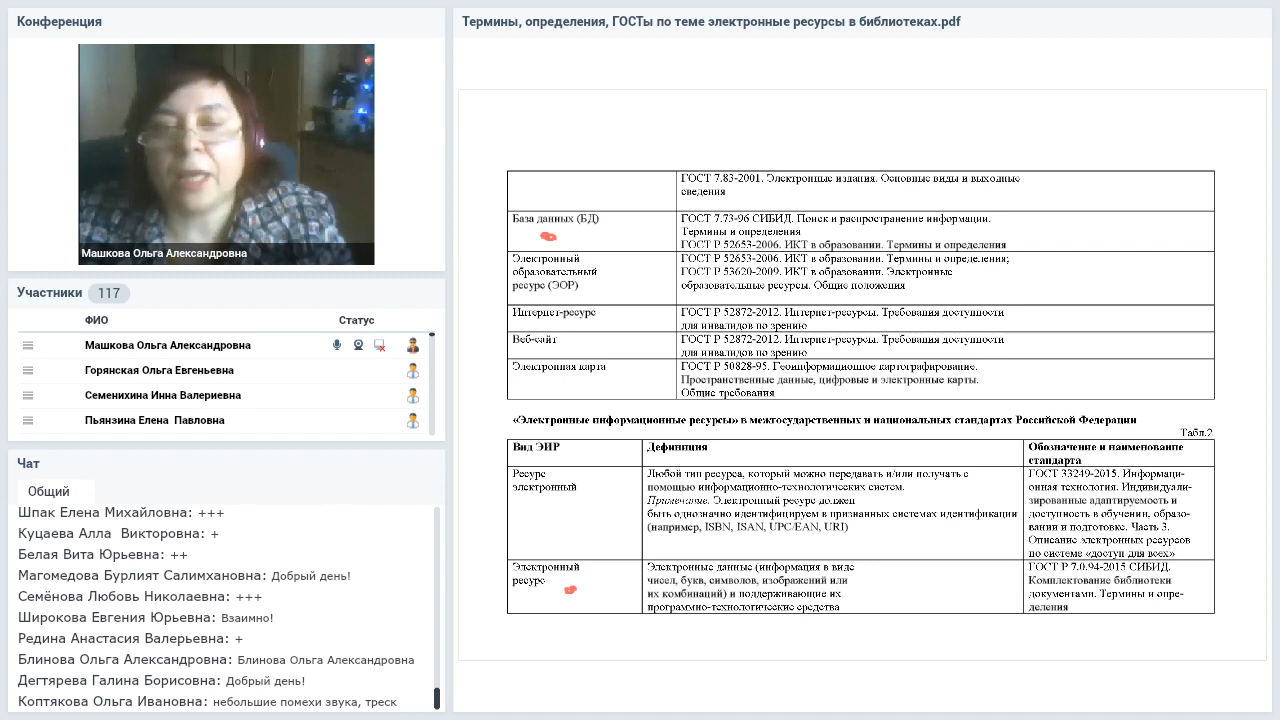 Конференция
Машкова Ольга Александровна
Участники 117
ФИО Статус
Машкова Ольга Александровна
Горянская Ольга Евгеньевна
Семенихина Инна Валериевна
Пьянзина Елена Павловна
Чат
Общий
Шпак Елена Михайловна: +++
Куцаева Алла Викторовна: +
Белая Вита Юрьевна: ++
Магомедова Бурлият Салимхановна: Добрый день!
Семёнова Любовь Николаевна: +++
Широкова Евгения Юрьевна: Взаимно!
Редина Анастасия Валерьевна: +
Блинова Ольга Александровна: Блинова Ольга Александровна
Дегтярева Галина Борисовна: Добрый день!
Коптякова Ольга Ивановна: небольшие помехи звука, треск
Термины, определения, ГОСТы по теме электронные ресурсы в библиотеках.pdf
ГОСТ 7.83-2001. Электронные издания. Основные виды и выходные
сведения
База данных (БД)
ГОСТ 7.73-96 СИБИД. Поиск и распространение информации.
Термины и определения
ГОСТ Р 52653-2006. ИКТ в образовании. Термины и определения
Электронный
образовательный
ресурс (ЭОР)
ГОСТ Р 52653-2006. ИКТ в образовании. Термины и определения;
ГОСТ Р 53620-2009. ИКТ в образовании. Электронные
образовательные ресурсы. Общие положения
Интернет-ресурс
ГОСТ Р 52872-2012. Интернет-ресурсы. Требования доступности
для инвалидов по зрению
Веб-сайт
ГОСТ Р 52872-2012. Интернет-ресурсы. Требования доступности
для инвалидов по зрению
Электронная карта
ГОСТ Р 50828-95. Геоинформационное картографирование.
Пространственные данные, цифровые и электронные карты.
Общие требования
«Электронные информационные ресурсы» в межгосударственных и национальных стандартах Российской Федерации
Табл.2
Вид ЭИР
Дефиниция
Обозначение и наименование
стандарта
Ресурс
электронный
Любой тип ресурса, который можно передавать и/или получать с
помощью информационно-технологических систем.
Примечание. Электронный ресурс должен
быть однозначно идентифицируем в признанных системах идентификации
(например, ISBN, ISAN, UPC/EAN, URI)
ГОСТ 33249-2015. Информаци-
онная технология. Индивидуали-
зированные адаптируемость и
доступность в обучении, образо-
вании и подготовке. Часть 3.
Описание электронных ресурсов
по системе «доступ для всех»
Электронный
ресурс
Электронные данные (информация в виде
чисел, букв, символов, изображений или
их комбинаций) и поддерживающие их
программно-технологические средства
ГОСТ Р 7.0.94-2015 СИБИД.
Комплектование библиотеки
документами. Термины и опре-
деления